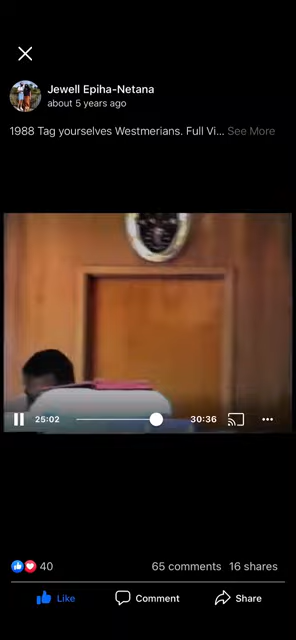 Jewell Epiha-Netana
about 5 years ago
1988 Tag yourselves Westmerians. Full Vi... See More
25:02
30:36
40
65 comments 16 shares
Like
Comment
Share